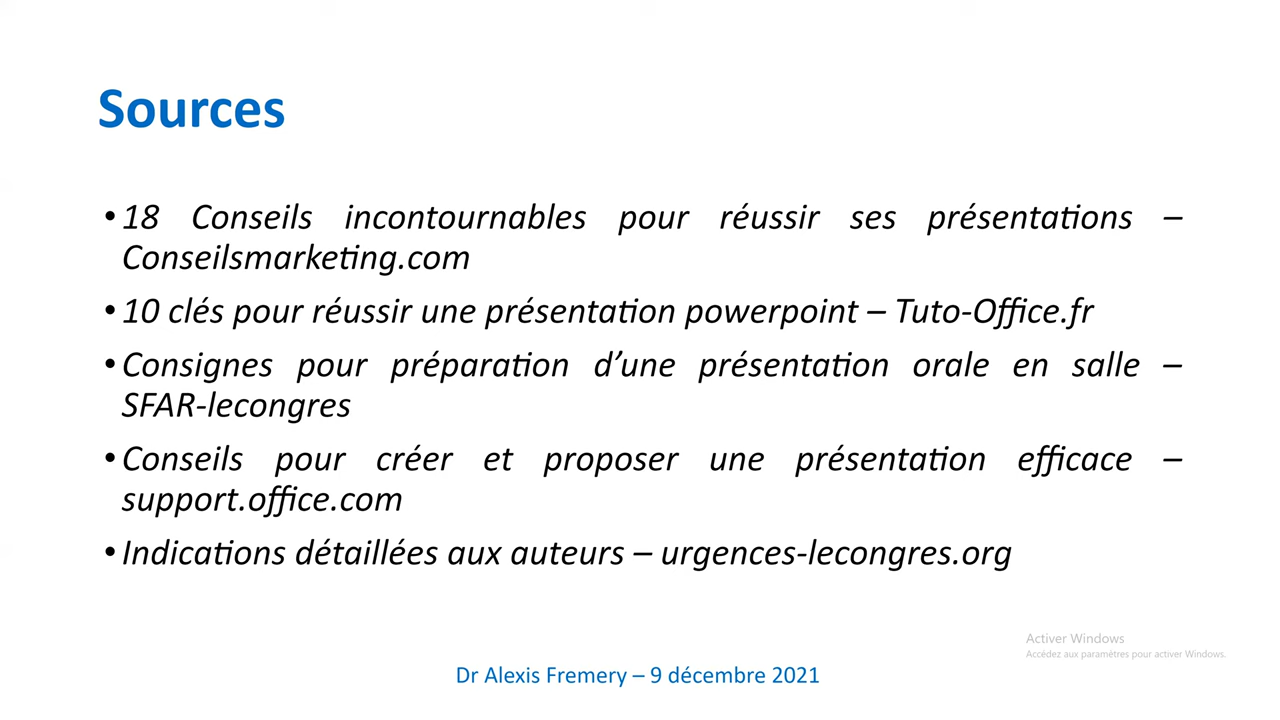 Sources
•18 Conseils incontournables pour réussir ses présentations –
Conseilsmarketing.com
•10 clés pour réussir une présentation powerpoint – Tuto-Office.fr
•Consignes pour préparation d’une présentation orale en salle –
SFAR-lecongres
•Conseils pour créer et proposer une présentation efficace –
support.office.com
•Indications détaillées aux auteurs – urgences-lecongres.org
Activer Windows
Accédez aux paramètres pour activer Windows.
Dr Alexis Fremery – 9 décembre 2021